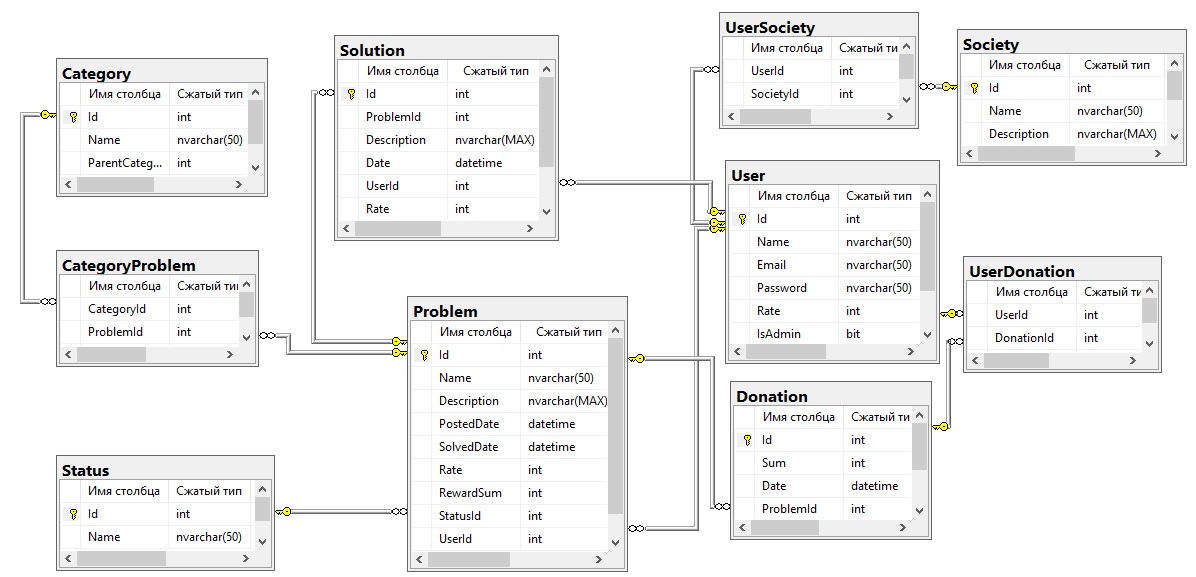 Category
Имя столбца Сжатый тип
Id int
Name nvarchar(50)
ParentCateg... int
Solution
Имя столбца Сжатый тип
Id int
ProblemId int
Description nvarchar(MAX)
Date datetime
UserId int
Rate int
UserSociety
Имя столбца Сжатый ти
UserId int
SocietyId int
Society
Имя столбца Сжатый тип
Id int
Name nvarchar(50)
Description nvarchar(MAX)
User
Имя столбца Сжатый тип
Id int
Name nvarchar(50)
Email nvarchar(50)
Password nvarchar(50)
Rate int
IsAdmin bit
CategoryProblem
Имя столбца Сжатый ти
CategoryId int
ProblemId int
UserDonation
Имя столбца Сжатый ти
UserId int
DonationId int
Problem
Имя столбца Сжатый тип
Id int
Name nvarchar(50)
Description nvarchar(MAX)
PostedDate datetime
SolvedDate datetime
Rate int
RewardSum int
StatusId int
UserId int
Donation
Имя столбца Сжатый ти
Id int
Sum int
Date datetime
ProblemId int
Status
Имя столбца Сжатый тип
Id int
Name nvarchar(50)